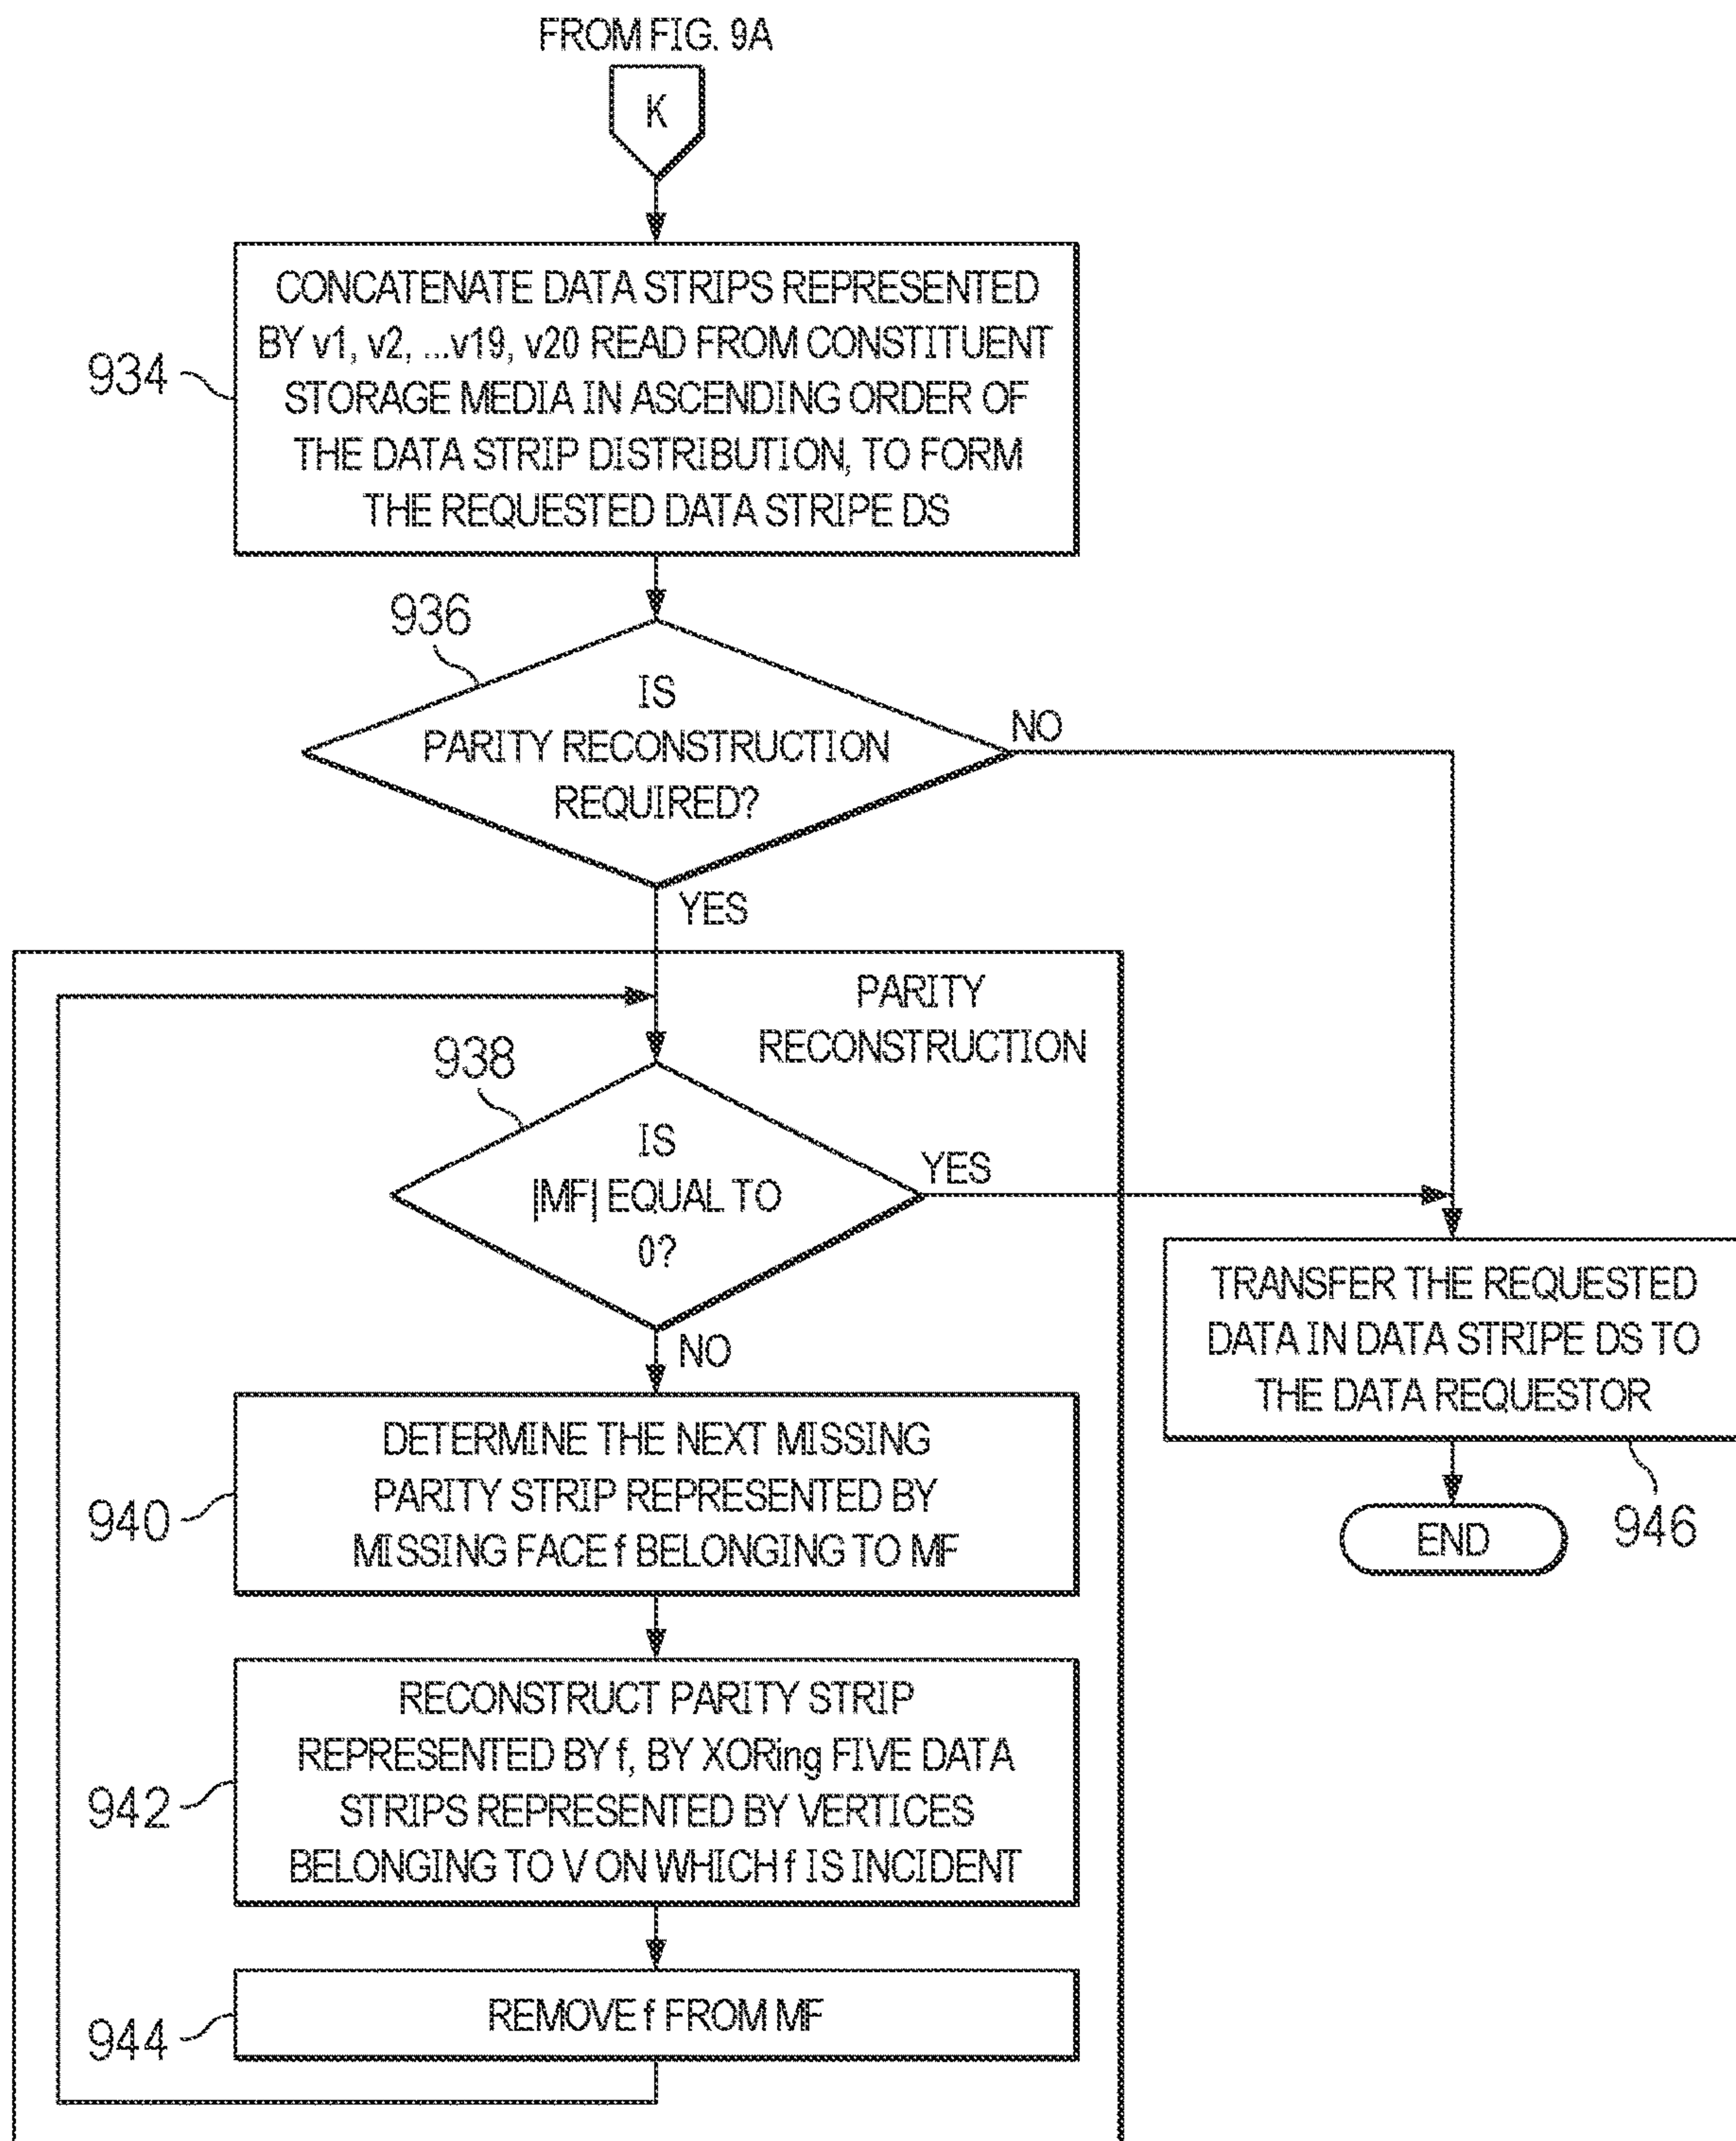 FROM FIG. 9A
K
CONCATENATE DATA STRIPS REPRESENTED
BY v1, v2, ...v19, v20 READ FROM CONSTITUENT
STORAGE MEDIA IN ASCENDING ORDER OF
THE DATA STRIP DISTRIBUTION, TO FORM
THE REQUESTED DATA STRIPE DS
934
936
IS
PARITY RECONSTRUCTION
REQUIRED?
NO
YES
PARITY
RECONSTRUCTION
938
IS
|MF| EQUAL TO
0?
YES
NO
TRANSFER THE REQUESTED
DATA IN DATA STRIPE DS TO
THE DATA REQUESTOR
946
END
DETERMINE THE NEXT MISSING
PARITY STRIP REPRESENTED BY
MISSING FACE f BELONGING TO MF
940
RECONSTRUCT PARITY STRIP
REPRESENTED BY f, BY XORing FIVE DATA
STRIPS REPRESENTED BY VERTICES
BELONGING TO V ON WHICH f IS INCIDENT
942
REMOVE f FROM MF
944